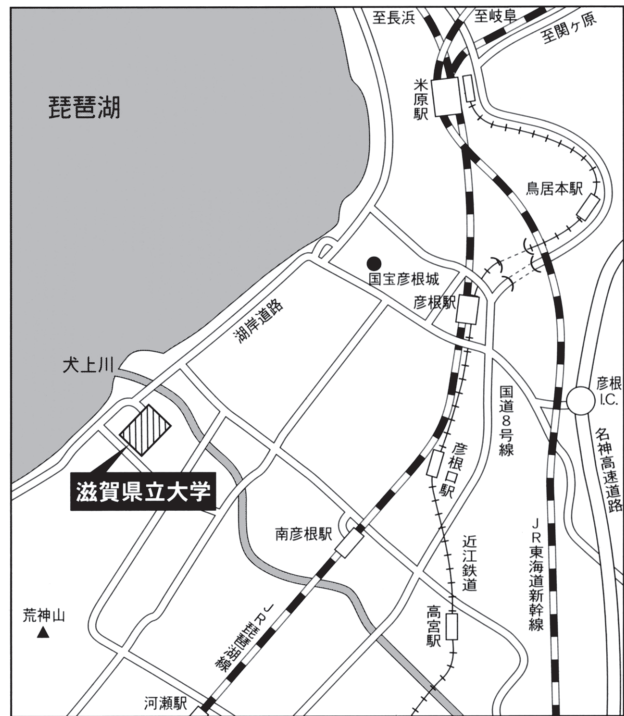 至長浜
至岐阜
至関ヶ原
琵琶湖
米原駅
鳥居本駅
国宝彦根城
彦根駅
湖岸道路
犬上川
国道8号線
彦根
I.C.
名神高速道路
彦根口駅
滋賀県立大学
南彦根駅
近江鉄道
JR東海道新幹線
荒神山
JR琵琶湖線
高宮駅
河瀬駅